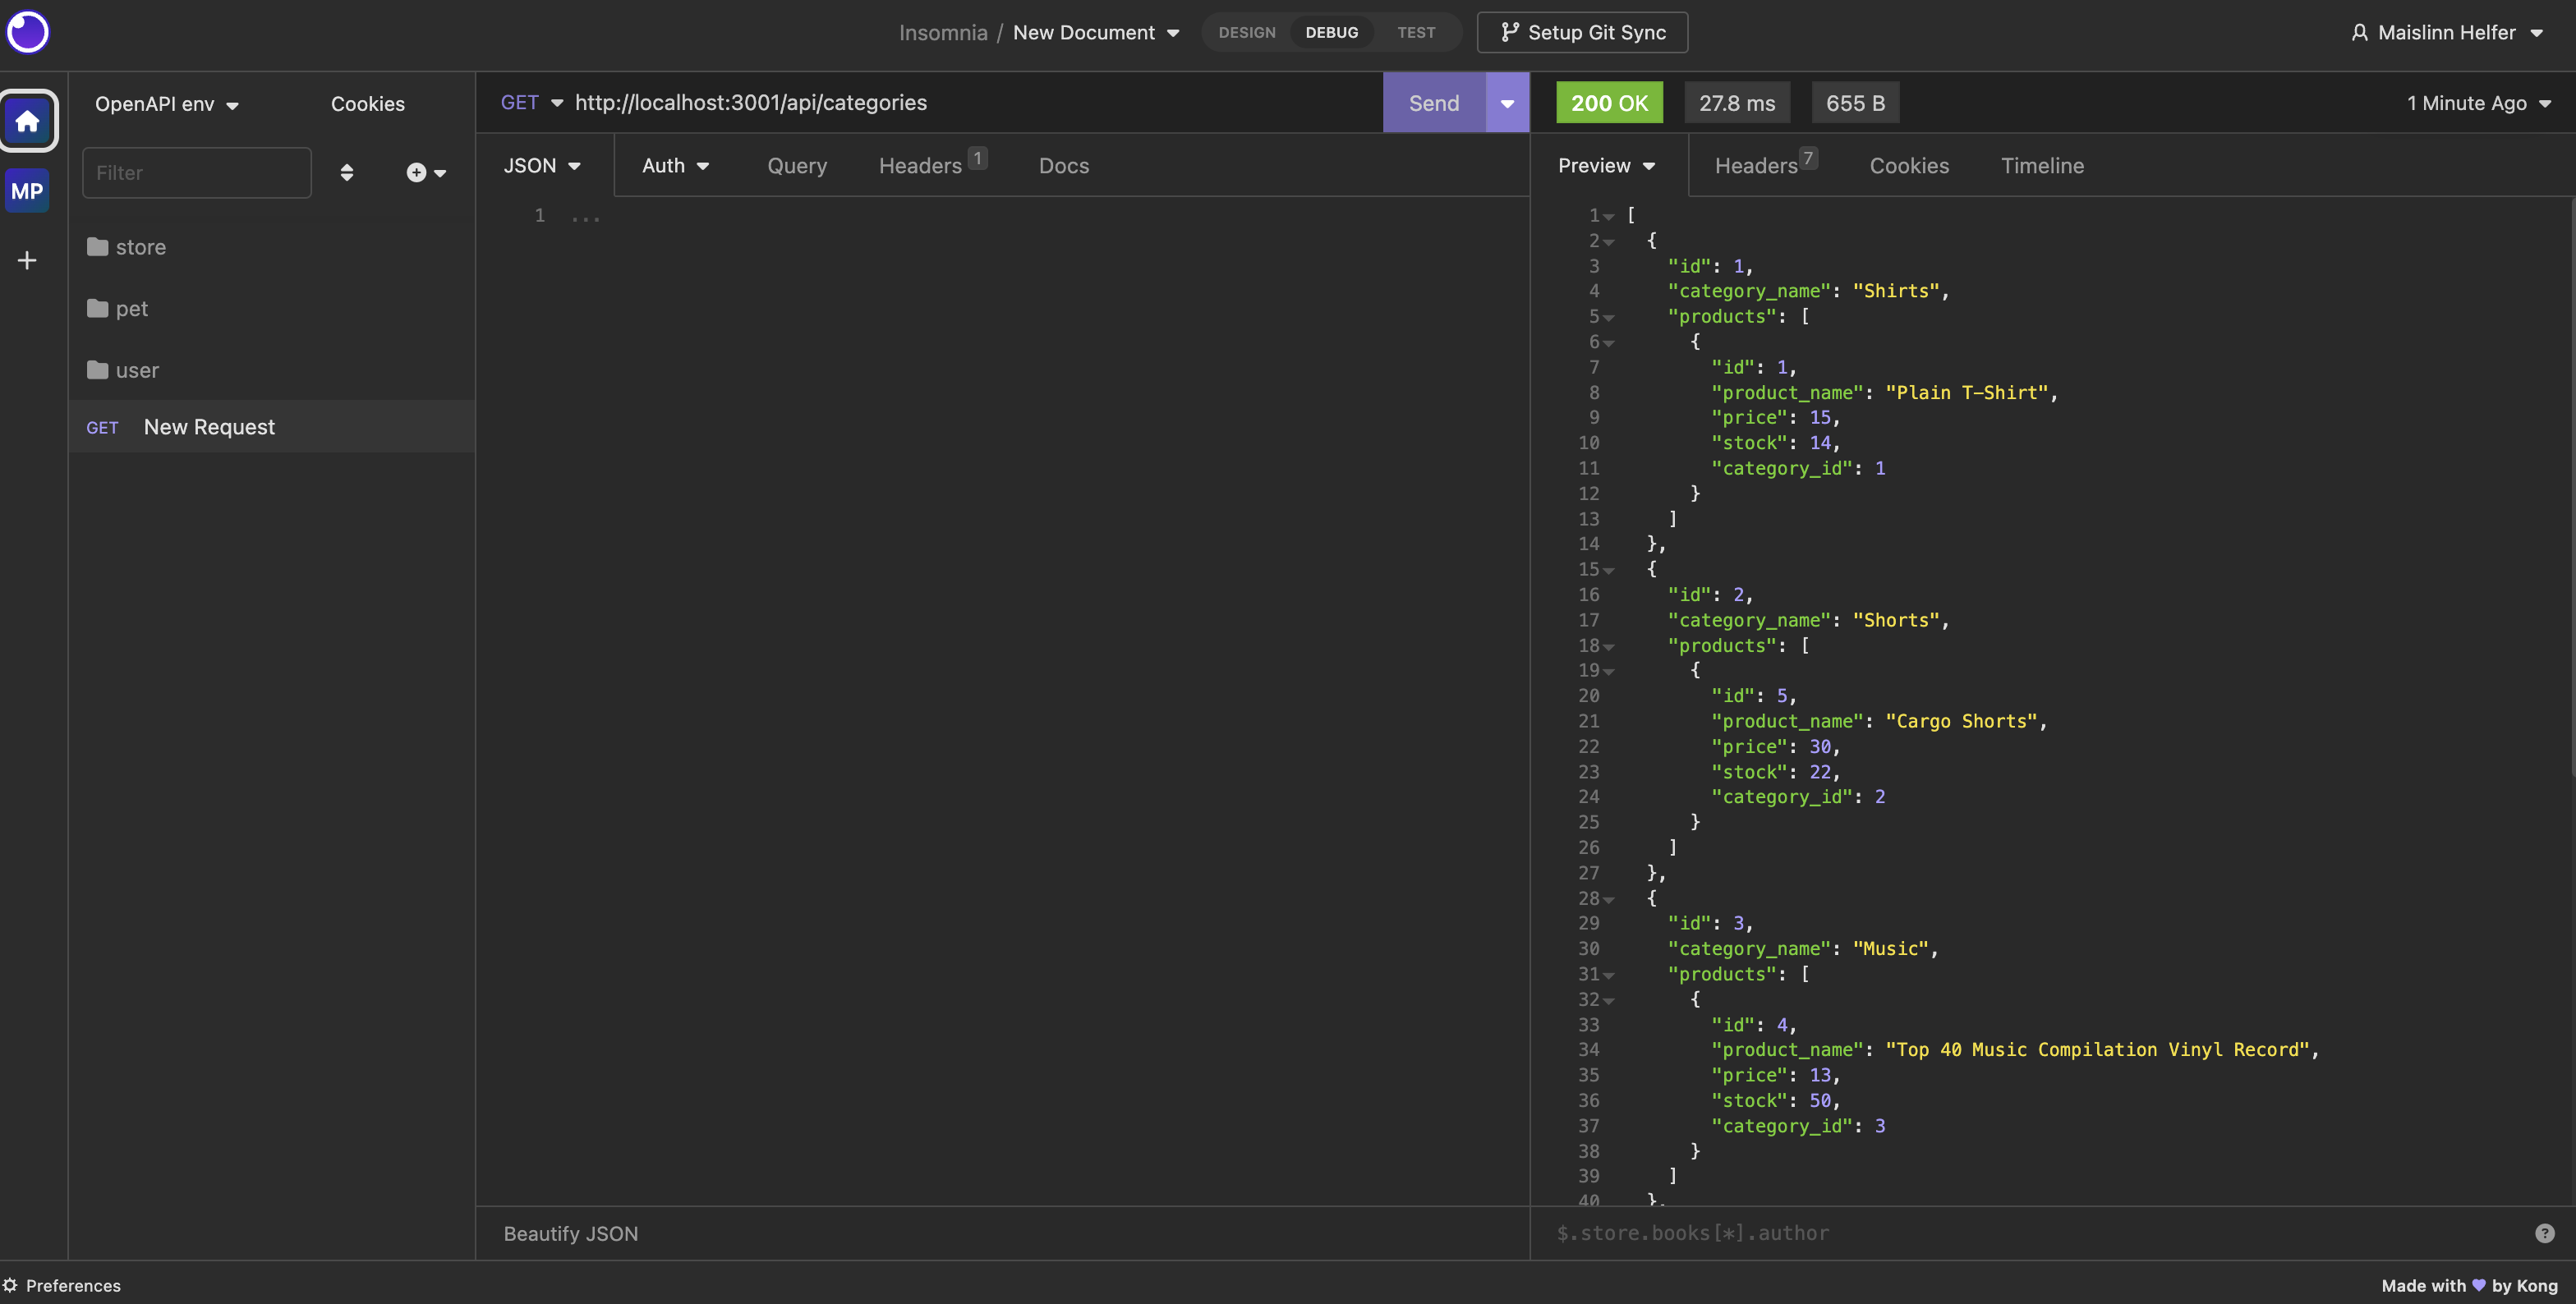 Insomnia / New Document
DESIGN DEBUG TEST
Setup Git Sync
Maislinn Helfer
MP
OpenAPI env
Cookies
Filter
store
pet
user
GET New Request
GET http://localhost:3001/api/categories
Send
JSON Auth Query Headers 1 Docs
1 ...
Beautify JSON
200 OK 27.8 ms 655 B 1 Minute Ago
Preview Headers 7 Cookies Timeline
1 [
2 {
3 "id": 1,
4 "category_name": "Shirts",
5 "products": [
6 {
7 "id": 1,
8 "product_name": "Plain T-Shirt",
9 "price": 15,
10 "stock": 14,
11 "category_id": 1
12 }
13 ]
14 },
15 {
16 "id": 2,
17 "category_name": "Shorts",
18 "products": [
19 {
20 "id": 5,
21 "product_name": "Cargo Shorts",
22 "price": 30,
23 "stock": 22,
24 "category_id": 2
25 }
26 ]
27 },
28 {
29 "id": 3,
30 "category_name": "Music",
31 "products": [
32 {
33 "id": 4,
34 "product_name": "Top 40 Music Compilation Vinyl Record",
35 "price": 13,
36 "stock": 50,
37 "category_id": 3
38 }
39 ]
40 },
$.store.books[*].author
?
Preferences
Made with by Kong